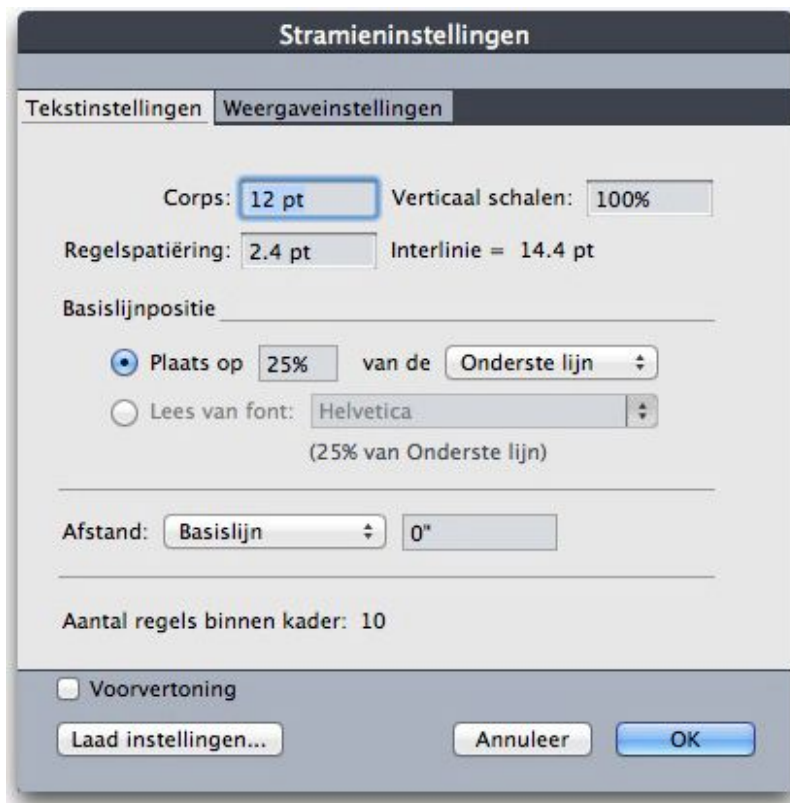 Stramieninstellingen
Tekstinstellingen Weergaveinstellingen
Corps: 12 pt Verticaal schalen: 100%
Regelspatiëring: 2.4 pt Interlinie = 14.4 pt
Basislijnpositie
Plaats op 25% van de Onderste lijn
Lees van font: Helvetica
(25% van Onderste lijn)
Afstand: Basislijn 0"
Aantal regels binnen kader: 10
Voorvertoning
Laad instellingen... Annuleer OK